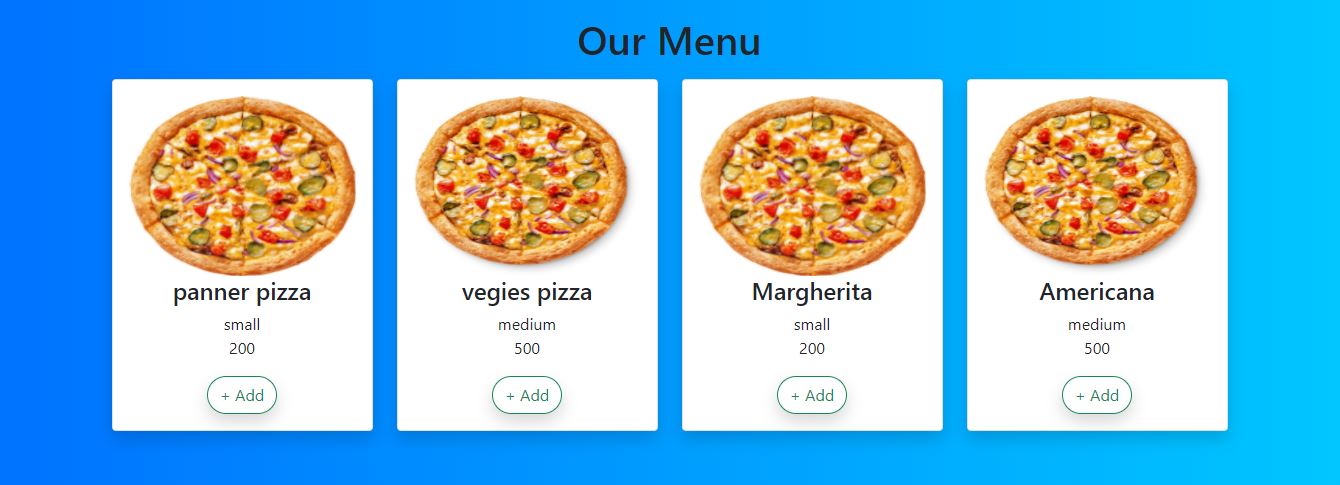 Our Menu
panner pizza
small
200
+ Add
vegies pizza
medium
500
+ Add
Margherita
small
200
+ Add
Americana
medium
500
+ Add